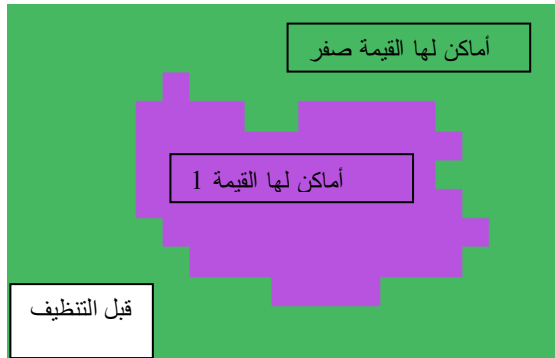 أماكن لها القيمة صفر
أماكن لها القيمة 1
قبل التنظيف